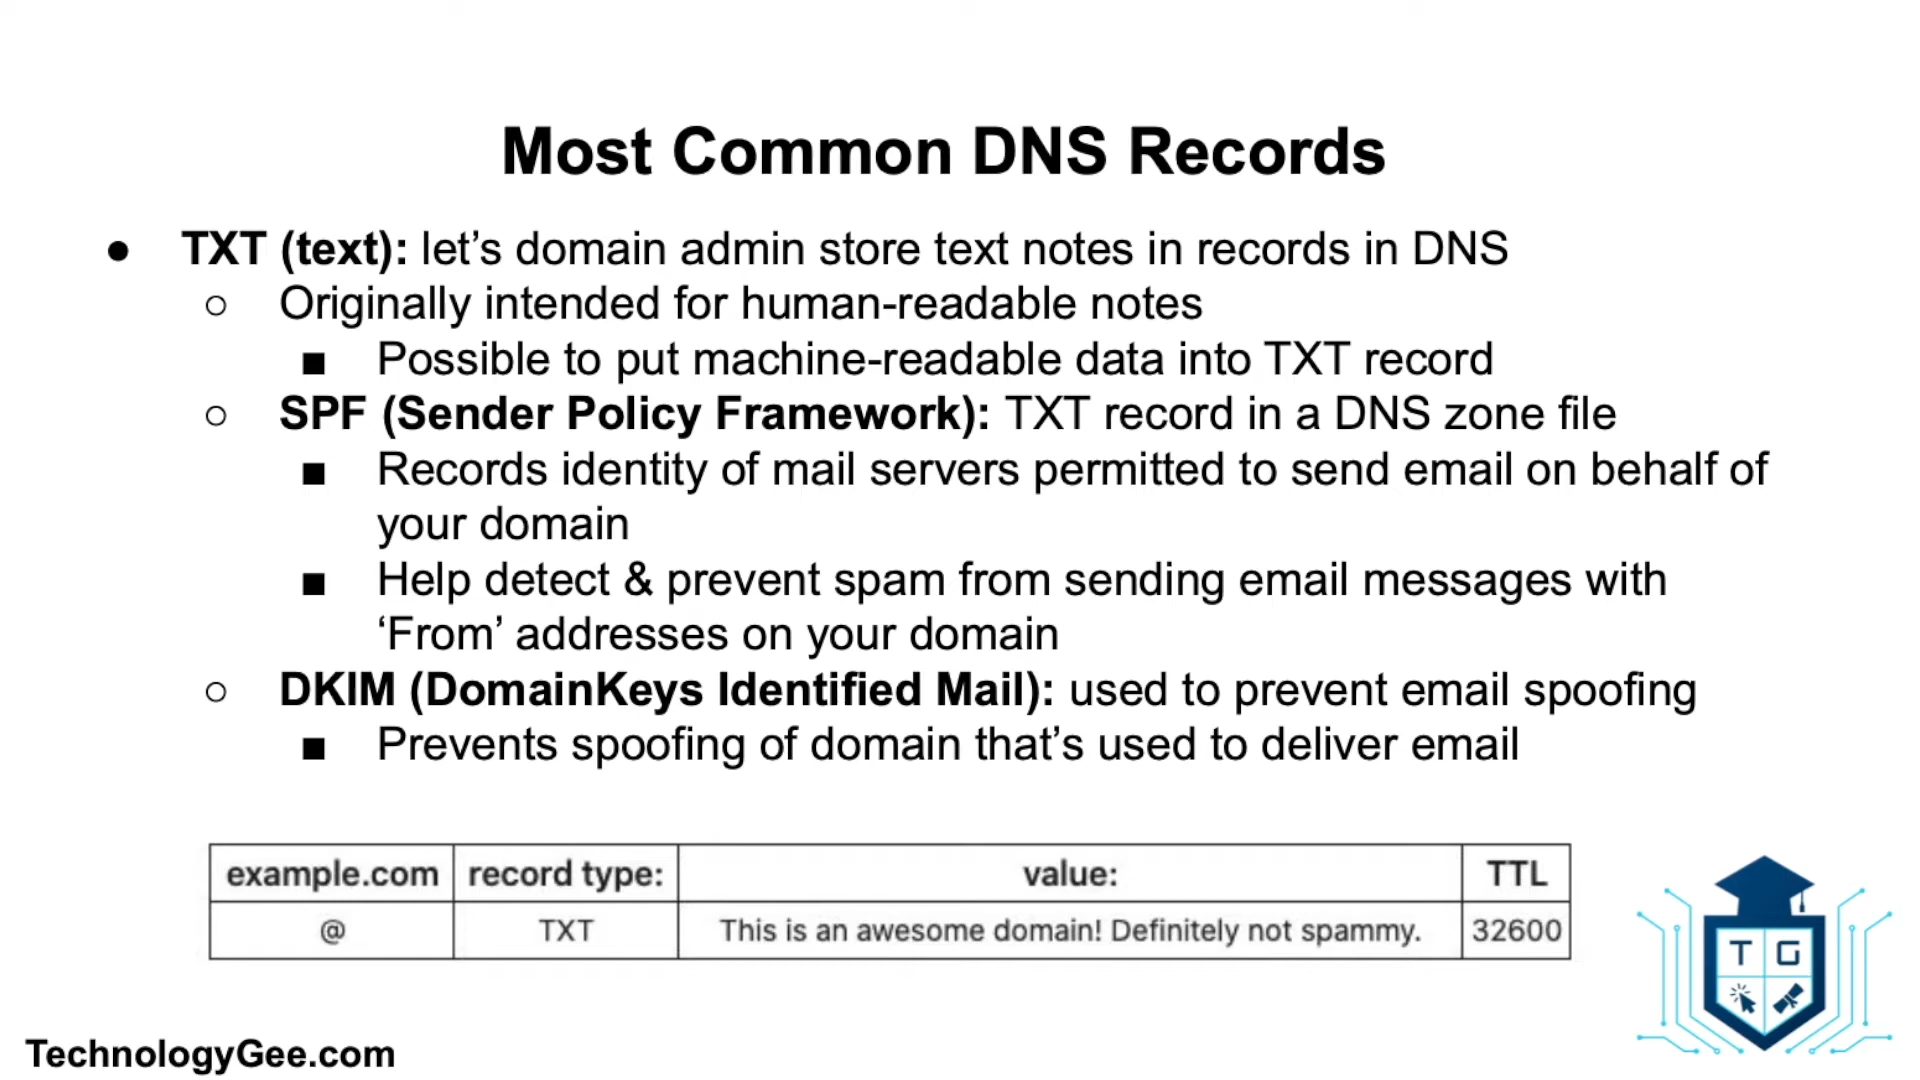 Most Common DNS Records
● TXT (text): let’s domain admin store text notes in records in DNS
○ Originally intended for human-readable notes
■ Possible to put machine-readable data into TXT record
○ SPF (Sender Policy Framework): TXT record in a DNS zone file
■ Records identity of mail servers permitted to send email on behalf of
your domain
■ Help detect & prevent spam from sending email messages with
‘From’ addresses on your domain
○ DKIM (DomainKeys Identified Mail): used to prevent email spoofing
■ Prevents spoofing of domain that’s used to deliver email
example.com record type: value: TTL
@ TXT This is an awesome domain! Definitely not spammy. 32600
T G
TechnologyGee.com